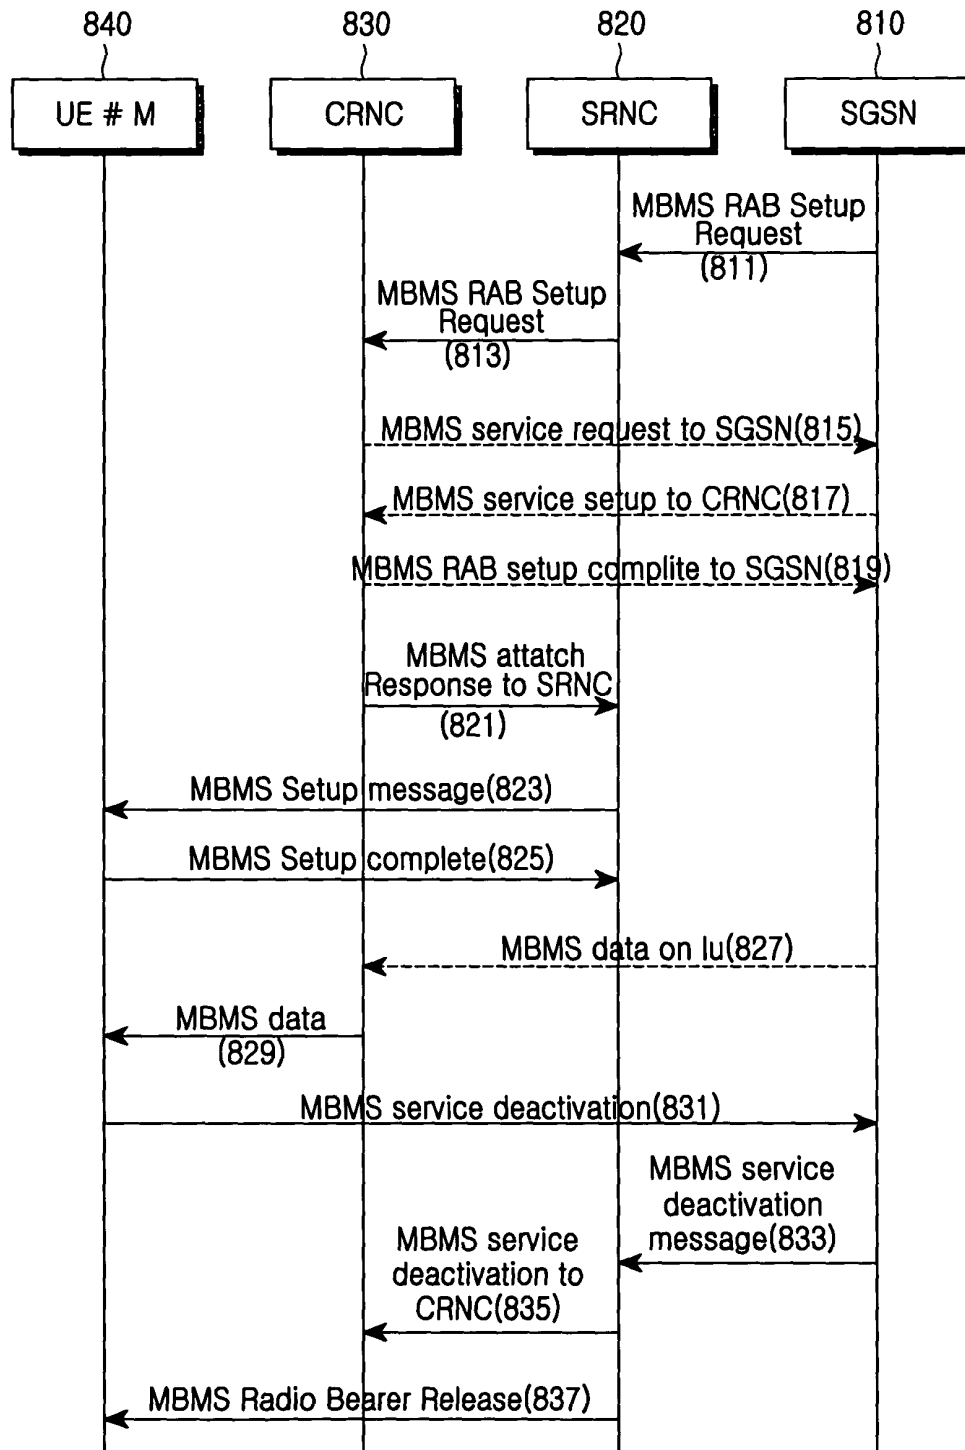 840 830 820 810
UE # M CRNC SRNC SGSN
MBMS RAB Setup
Request
(811)
MBMS RAB Setup
Request
(813)
MBMS service request to SGSN(815)
MBMS service setup to CRNC(817)
MBMS RAB setup complite to SGSN(819)
MBMS attatch
Response to SRNC
(821)
MBMS Setup message(823)
MBMS Setup complete(825)
MBMS data on Iu(827)
MBMS data
(829)
MBMS service deactivation(831)
MBMS service
deactivation
message(833)
MBMS service
deactivation to
CRNC(835)
MBMS Radio Bearer Release(837)